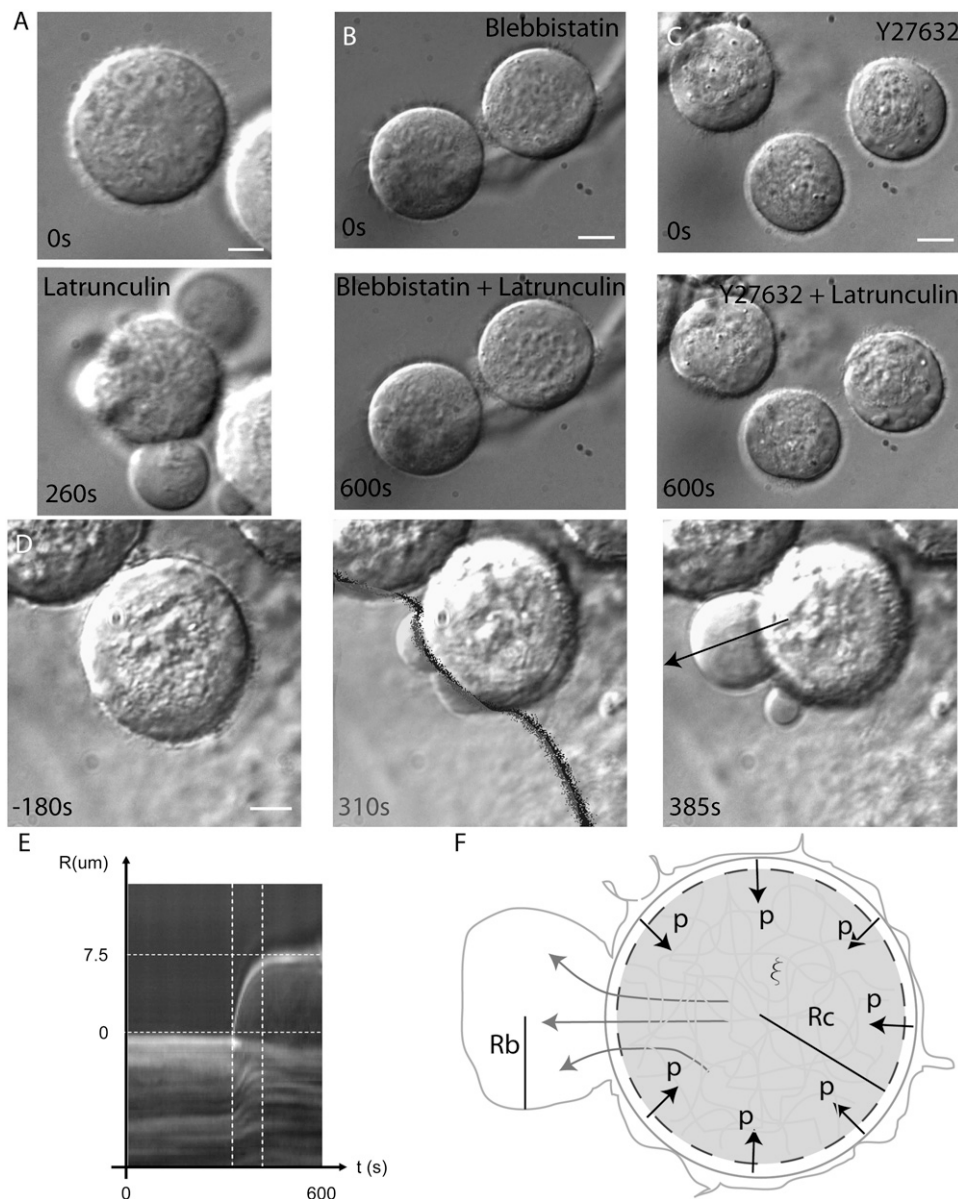 A
B
Blebbistatin
C
Y27632
0s
0s
0s
Latrunculin
Blebbistatin + Latrunculin
Y27632 + Latrunculin
260s
600s
600s
D
-180s
310s
385s
E
F
R(um)
7.5
0
0
600
t (s)
p
p
p
p
p
p
p
p
ξ
Rc
Rb